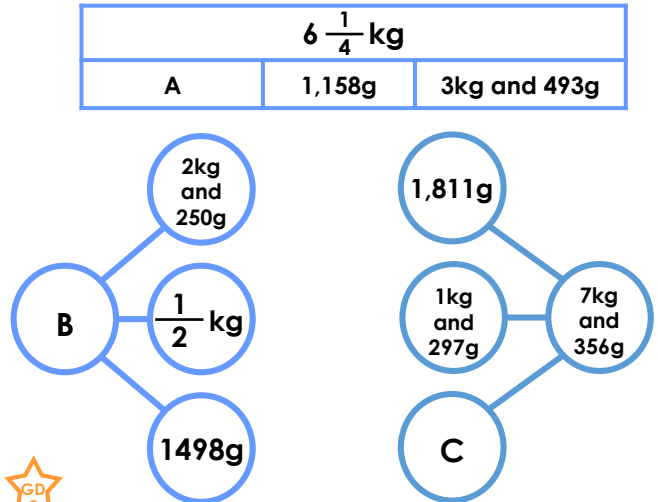 6 1/4 kg
A 1,158g 3kg and 493g
2kg
and
250g
1,811g
B
1/2 kg
1kg
and
297g
7kg
and
356g
1498g
C
GD